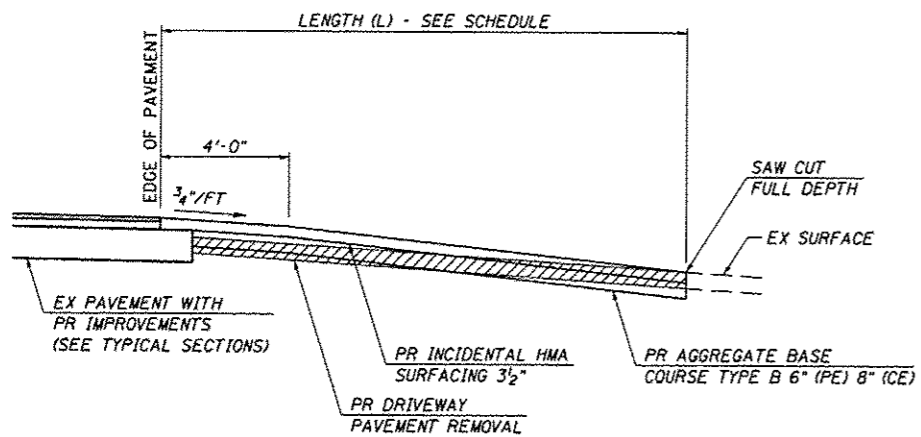 LENGTH (L) - SEE SCHEDULE
EDGE OF PAVEMENT
4'-0"
3/4"/FT
SAW CUT
FULL DEPTH
EX SURFACE
EX PAVEMENT WITH
PR IMPROVEMENTS
(SEE TYPICAL SECTIONS)
PR INCIDENTAL HMA
SURFACING 3½"
PR AGGREGATE BASE
COURSE TYPE B 6" (PE) 8" (CE)
PR DRIVEWAY
PAVEMENT REMOVAL